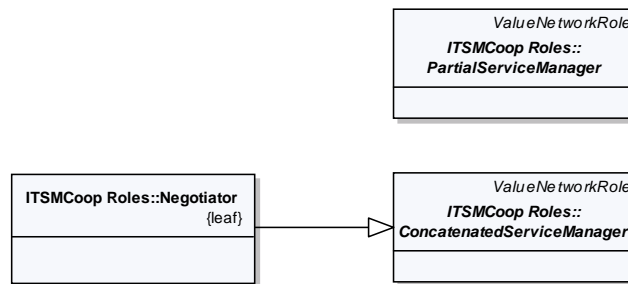 ValueNetworkRole
ITSMCoop Roles::
PartialServiceManager
ValueNetworkRole
ITSMCoop Roles::
ConcatenatedServiceManager
ITSMCoop Roles::Negotiator
{leaf}